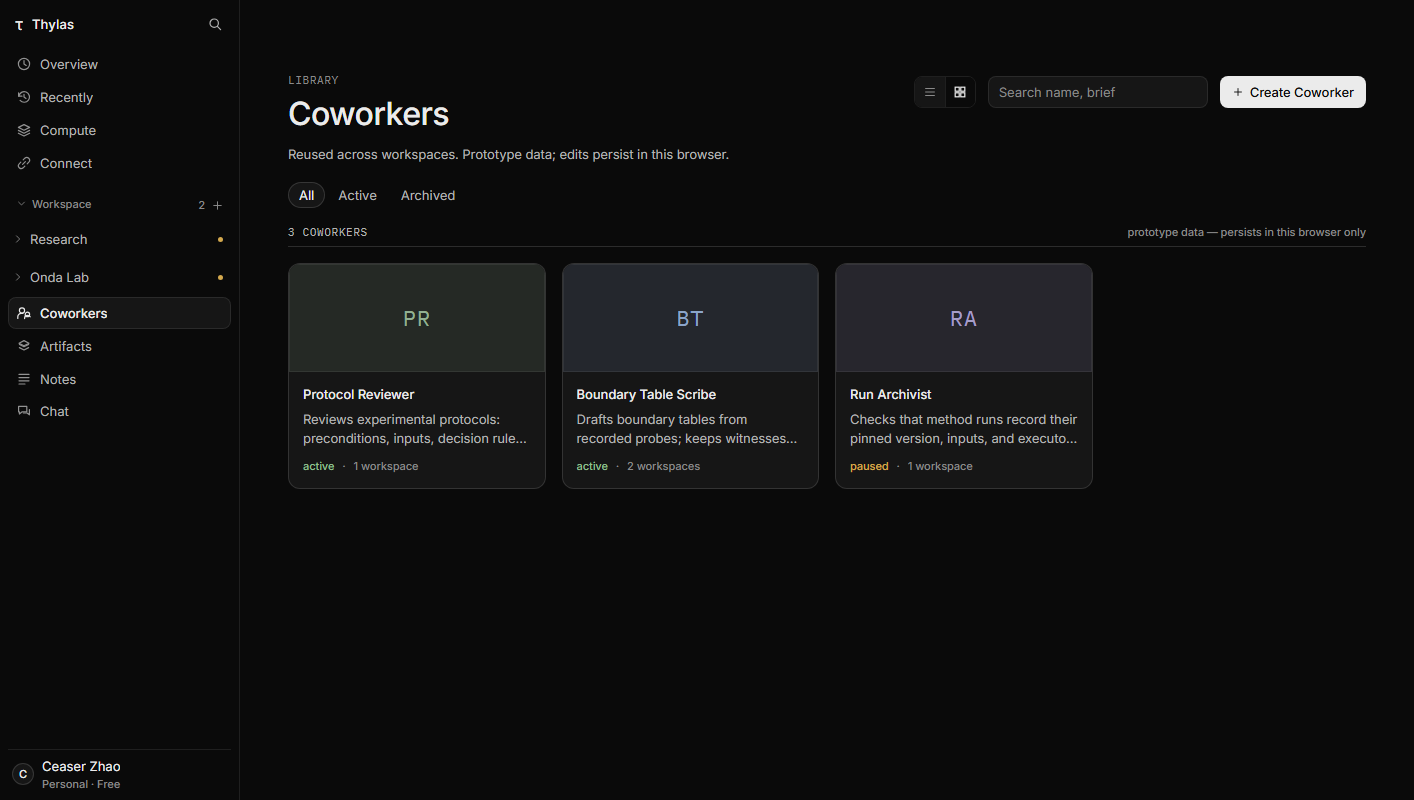 τ Thylas
Overview
Recently
Compute
Connect
Workspace 2 +
Research
Onda Lab
Coworkers
Artifacts
Notes
Chat
C
Ceaser Zhao
Personal · Free
LIBRARY
Coworkers
Reused across workspaces. Prototype data; edits persist in this browser.
Search name, brief
+ Create Coworker
All Active Archived
3 COWORKERS
prototype data — persists in this browser only
PR
Protocol Reviewer
Reviews experimental protocols:
preconditions, inputs, decision rule...
active · 1 workspace
BT
Boundary Table Scribe
Drafts boundary tables from
recorded probes; keeps witnesses...
active · 2 workspaces
RA
Run Archivist
Checks that method runs record their
pinned version, inputs, and executo...
paused · 1 workspace